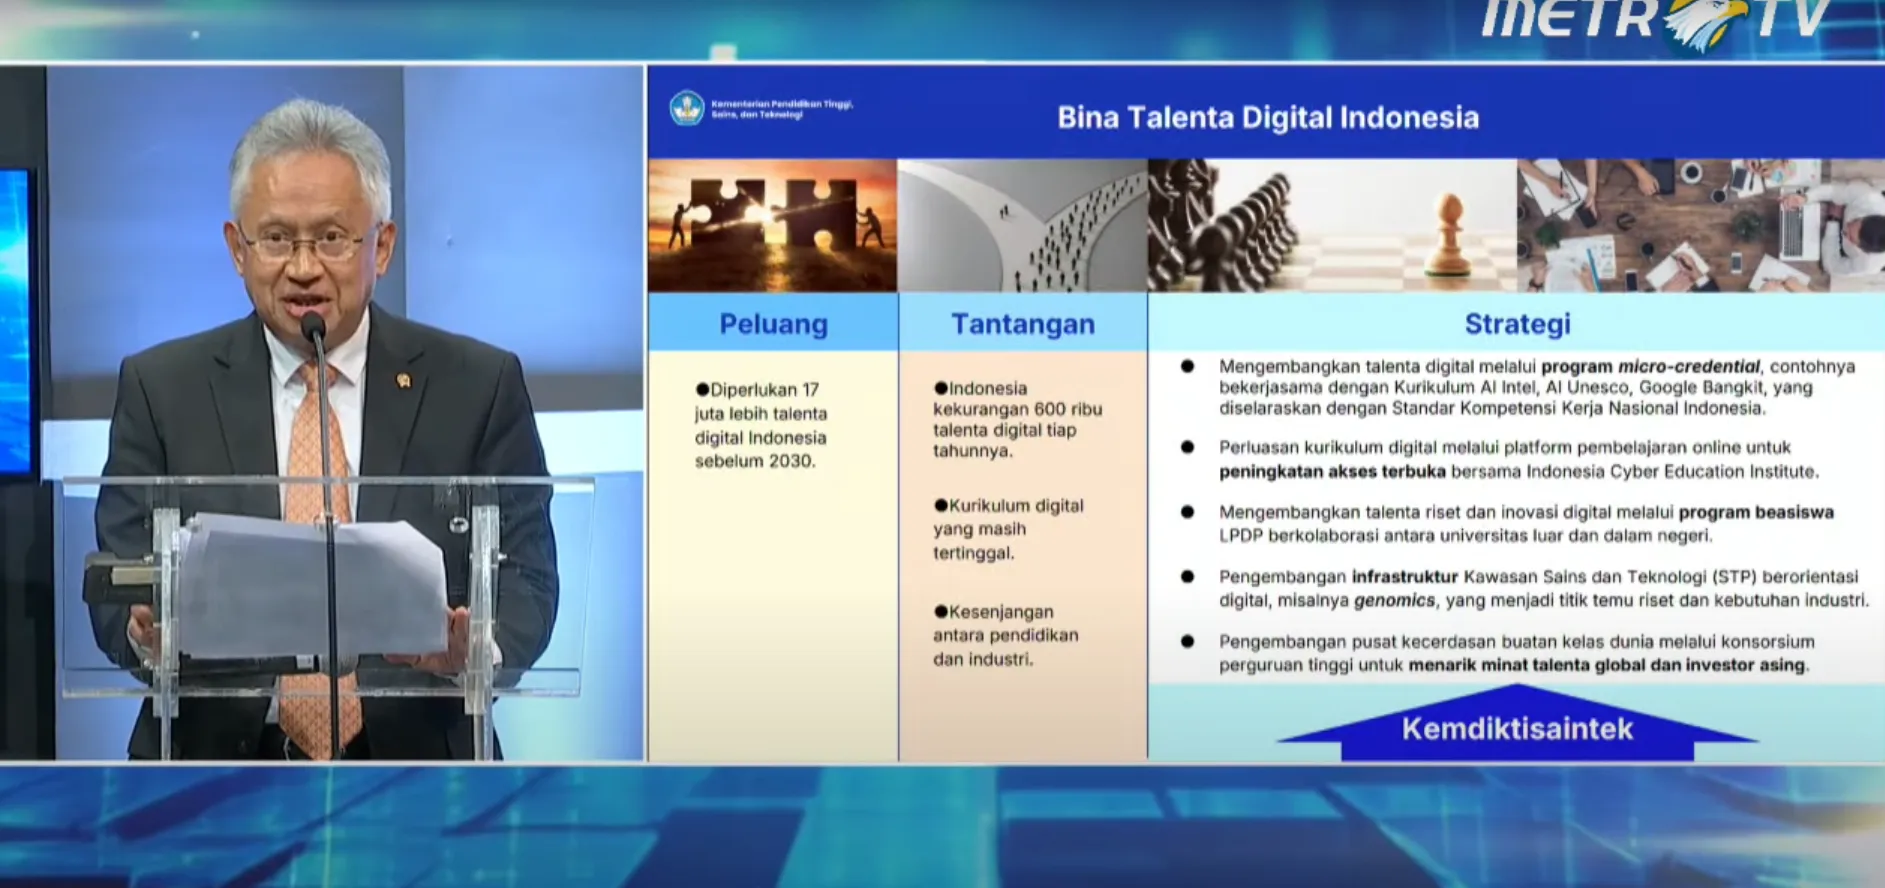 METRO TV
Kementerian Pendidikan Tinggi,
Sains, dan Teknologi
Bina Talenta Digital Indonesia
Peluang
●Diperlukan 17
juta lebih talenta
digital Indonesia
sebelum 2030.
Tantangan
●Indonesia
kekurangan 600 ribu
talenta digital tiap
tahunnya.
●Kurikulum digital
yang masih
tertinggal.
●Kesenjangan
antara pendidikan
dan industri.
Strategi
● Mengembangkan talenta digital melalui program micro-credential, contohnya
bekerjasama dengan Kurikulum AI Intel, AI Unesco, Google Bangkit, yang
diselaraskan dengan Standar Kompetensi Kerja Nasional Indonesia.
● Perluasan kurikulum digital melalui platform pembelajaran online untuk
peningkatan akses terbuka bersama Indonesia Cyber Education Institute.
● Mengembangkan talenta riset dan inovasi digital melalui program beasiswa
LPDP berkolaborasi antara universitas luar dan dalam negeri.
● Pengembangan infrastruktur Kawasan Sains dan Teknologi (STP) berorientasi
digital, misalnya genomics, yang menjadi titik temu riset dan kebutuhan industri.
● Pengembangan pusat kecerdasan buatan kelas dunia melalui konsorsium
perguruan tinggi untuk menarik minat talenta global dan investor asing.
Kemdiktisaintek